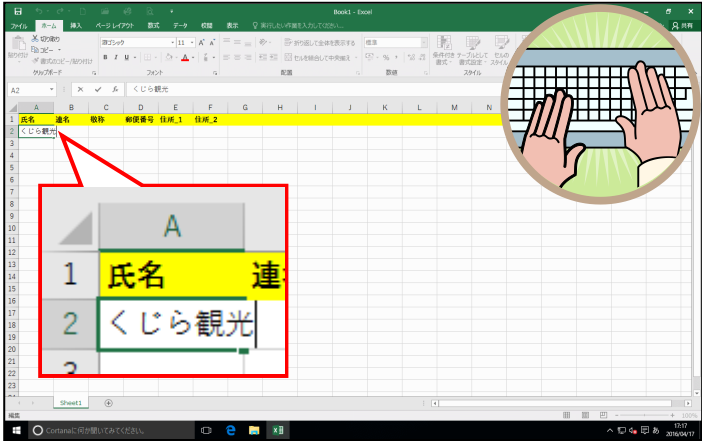 Book1 - Excel
ファイル ホーム 挿入 ページ レイアウト 数式 データ 校閲 表示 実行したい作業を入力してください... 共有
切り取り
コピー
書式のコピー/貼り付け
貼り付け
游ゴシック 11
B I U
折り返して全体を表示する
セルを結合して中央揃え
標準
条件付き 書式 テーブルとして 書式設定 セルの スタイル
クリップボード フォント 配置 数値 スタイル
A2 くじら観光
A B C D E F G H I J K L M N
1 氏名 連名 敬称 郵便番号 住所_1 住所_2
2 くじら観光
3
4
5
6
7
8
9
10
11
12
13
14
15
16
17
18
19
20
21
22
23
A
1 氏名
2 くじら観光
Sheet1
編集 100%
Cortanaに何か聞いてみてください。
あ 17:17
2016/04/17